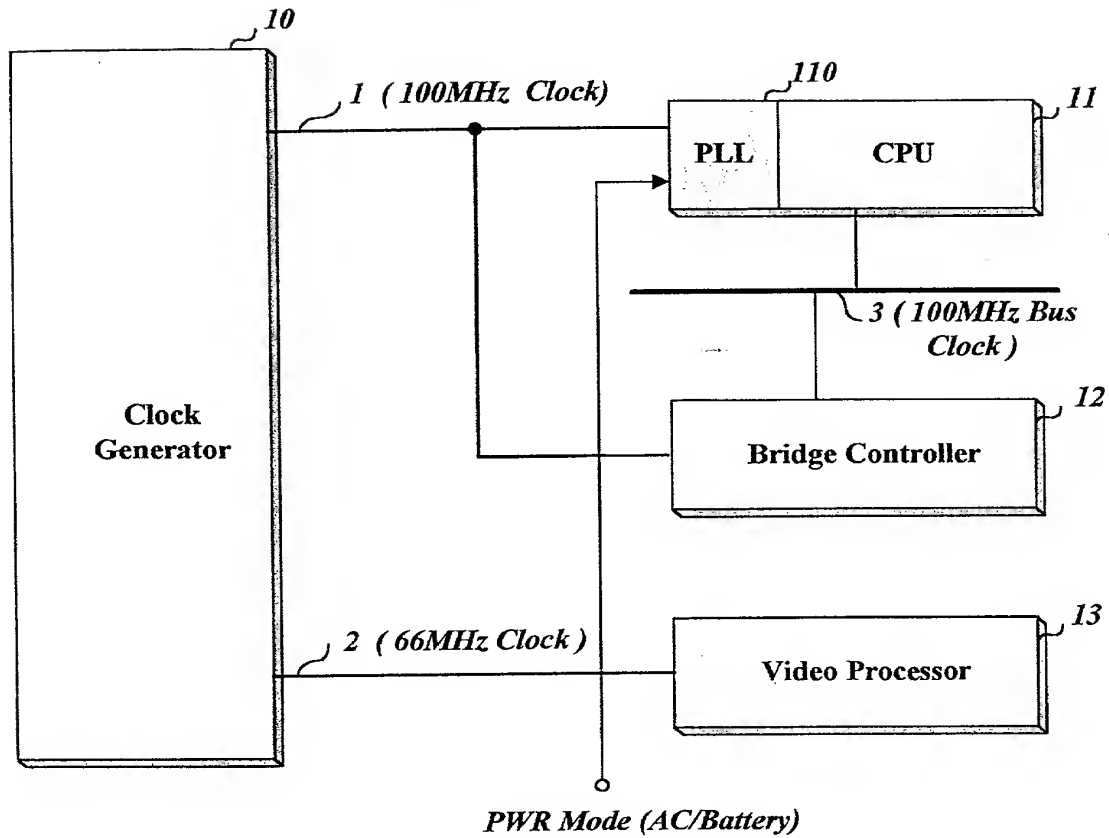 10
1 ( 100MHz Clock)
110
11
PLL
CPU
3 ( 100MHz Bus
Clock )
12
Clock
Generator
Bridge Controller
13
2 ( 66MHz Clock )
Video Processor
PWR Mode (AC/Battery)